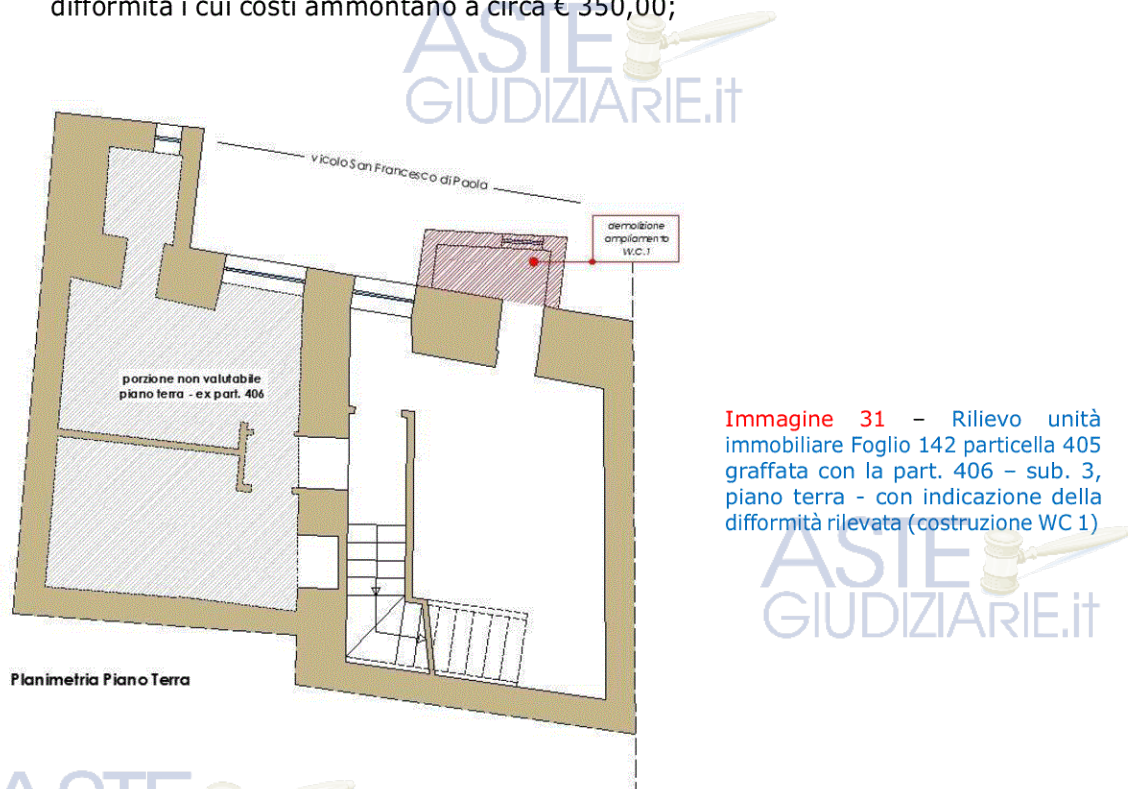 difformità i cui costi ammontano a circa € 350,00;
ASTE
GIUDIZIARIE.it
vicolo San Francesco di Paola
demolizione
ampliamento
W.C.1
porzione non valutabile
piano terra - ex part. 406
Immagine 31 – Rilievo unità
immobiliare Foglio 142 particella 405
graffata con la part. 406 – sub. 3,
piano terra - con indicazione della
difformità rilevata (costruzione WC 1)
ASTE
GIUDIZIARIE.it
Planimetria Piano Terra
ASTE